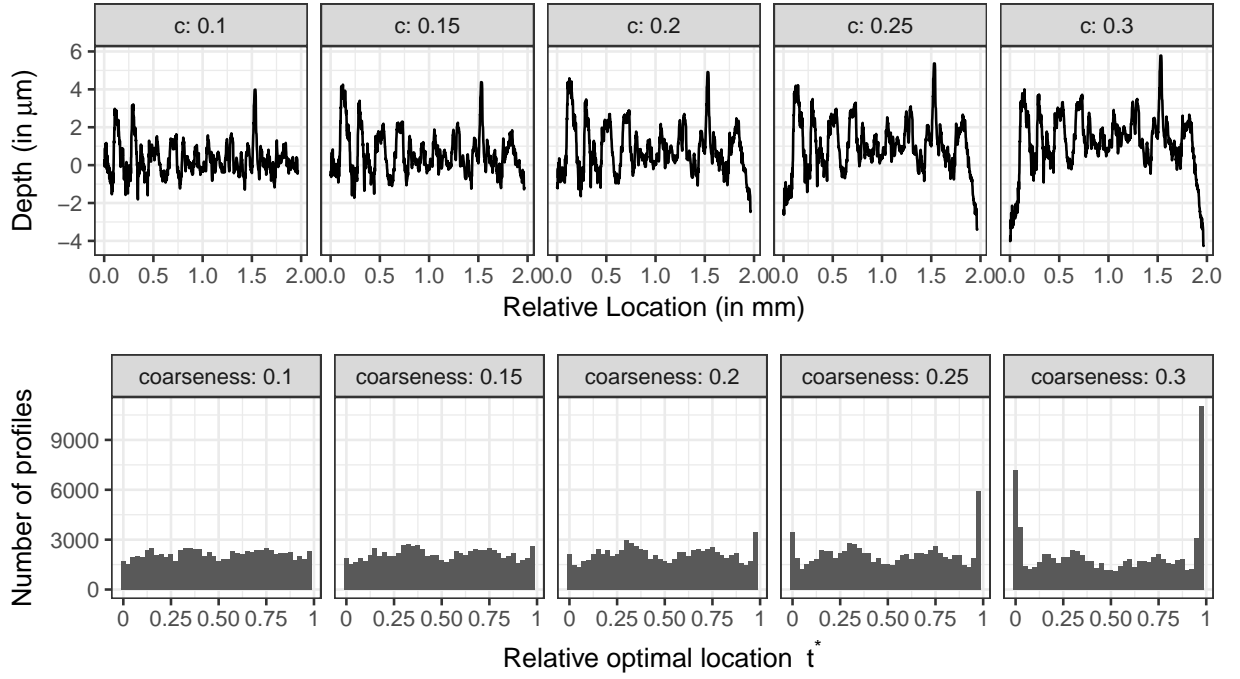 c: 0.1 c: 0.15 c: 0.2 c: 0.25 c: 0.3
Depth (in μm)
6
4
2
0
−2
−4
0.0 0.5 1.0 1.5 2.0 0.0 0.5 1.0 1.5 2.0 0.0 0.5 1.0 1.5 2.0 0.0 0.5 1.0 1.5 2.0 0.0 0.5 1.0 1.5 2.0
Relative Location (in mm)
coarseness: 0.1 coarseness: 0.15 coarseness: 0.2 coarseness: 0.25 coarseness: 0.3
Number of profiles
9000
6000
3000
0
0 0.25 0.50 0.75 1 0 0.25 0.50 0.75 1 0 0.25 0.50 0.75 1 0 0.25 0.50 0.75 1 0 0.25 0.50 0.75 1
Relative optimal location t*